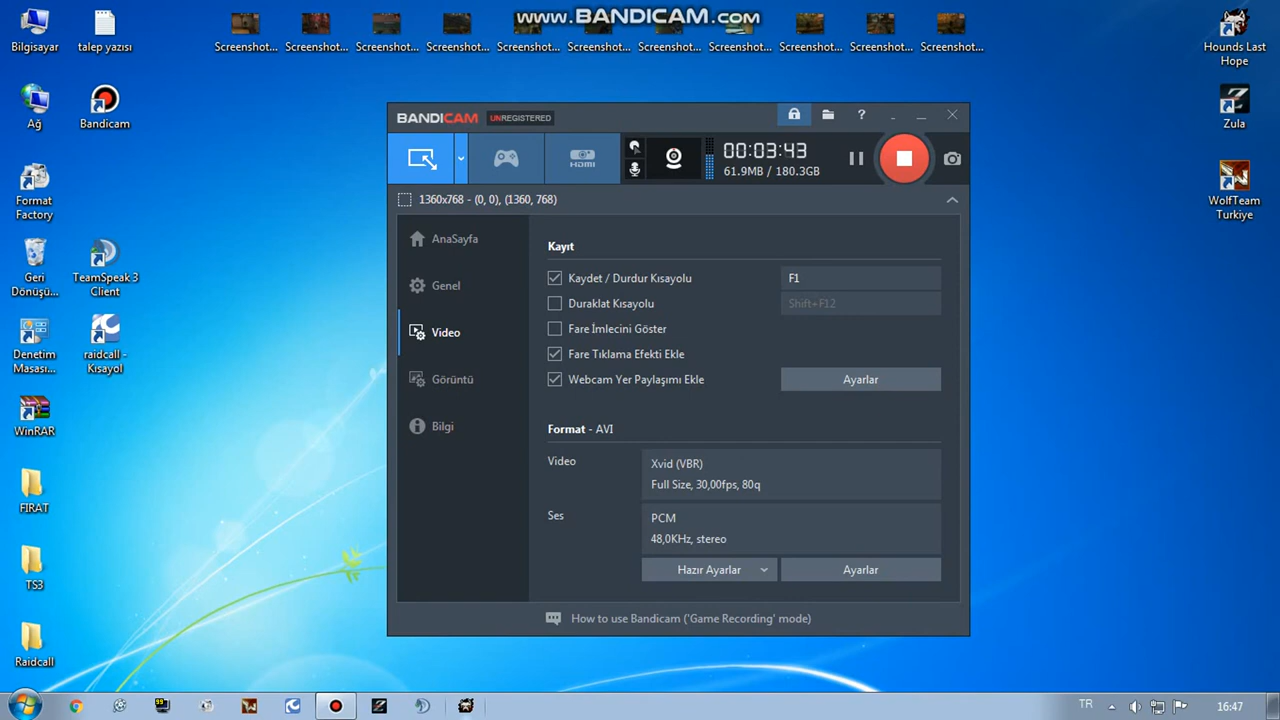 www.BANDICAM.com
Bilgisayar
talep yazısı
Screenshot...
Screenshot...
Screenshot...
Screenshot...
Screenshot...
Screenshot...
Screenshot...
Screenshot...
Screenshot...
Screenshot...
Screenshot...
Hounds Last
Hope
Ağ
Bandicam
Zula
Format
Factory
WolfTeam
Turkiye
Geri
Dönüşü...
TeamSpeak 3
Client
Denetim
Masası...
raidcall -
Kısayol
WinRAR
FIRAT
TS3
Raidcall
BANDICAM UNREGISTERED
?
HDMI
00:03:43
61.9MB / 180.3GB
1360x768 - (0, 0), (1360, 768)
AnaSayfa
Genel
Video
Görüntü
Bilgi
Kayıt
Kaydet / Durdur Kısayolu
F1
Duraklat Kısayolu
Shift+F12
Fare İmlecini Göster
Fare Tıklama Efekti Ekle
Webcam Yer Paylaşımı Ekle
Ayarlar
Format - AVI
Video
Xvid (VBR)
Full Size, 30,00fps, 80q
Ses
PCM
48,0KHz, stereo
Hazır Ayarlar
Ayarlar
How to use Bandicam ('Game Recording' mode)
TR
16:47